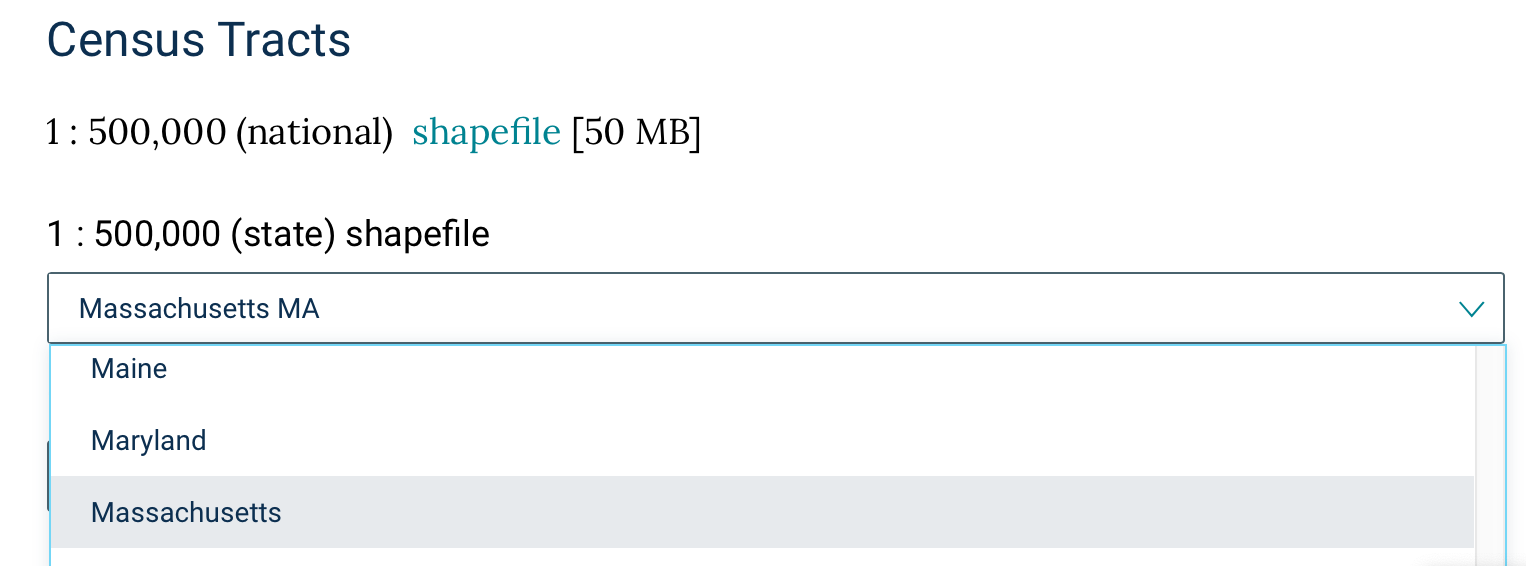 Census Tracts
1 : 500,000 (national) shapefile [50 MB]
1 : 500,000 (state) shapefile
Massachusetts MA
Maine
Maryland
Massachusetts